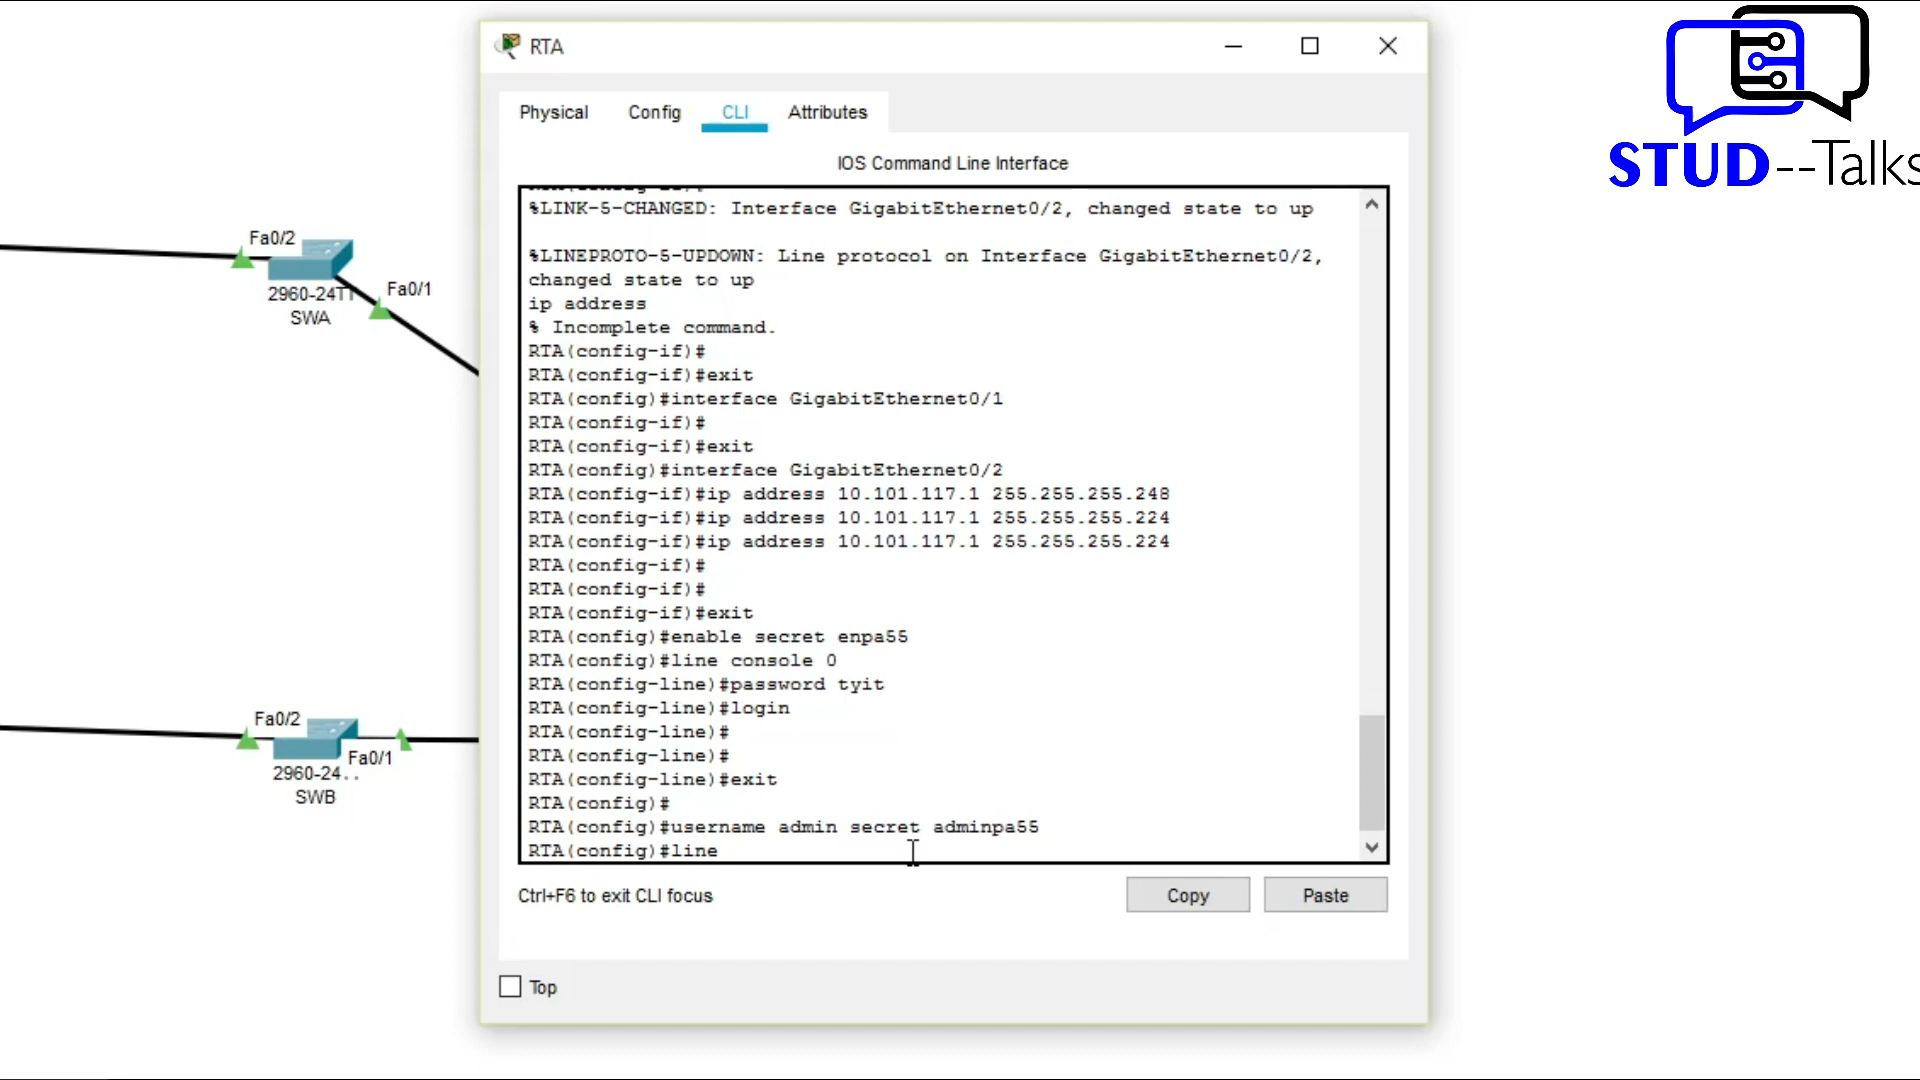 RTA
STUD--Talks
Physical
Config
CLI
Attributes
IOS Command Line Interface
%LINK-5-CHANGED: Interface GigabitEthernet0/2, changed state to up
%LINEPROTO-5-UPDOWN: Line protocol on Interface GigabitEthernet0/2,
changed state to up
ip address
% Incomplete command.
RTA(config-if)#
RTA(config-if)#exit
RTA(config)#interface GigabitEthernet0/1
RTA(config-if)#
RTA(config-if)#exit
RTA(config)#interface GigabitEthernet0/2
RTA(config-if)#ip address 10.101.117.1 255.255.255.248
RTA(config-if)#ip address 10.101.117.1 255.255.255.224
RTA(config-if)#ip address 10.101.117.1 255.255.255.224
RTA(config-if)#
RTA(config-if)#
RTA(config-if)#exit
RTA(config)#enable secret enpa55
RTA(config)#line console 0
RTA(config-line)#password tyit
RTA(config-line)#login
RTA(config-line)#
RTA(config-line)#
RTA(config-line)#exit
RTA(config)#
RTA(config)#username admin secret adminpa55
RTA(config)#line
Ctrl+F6 to exit CLI focus
Copy
Paste
Top
Fa0/2
Fa0/1
2960-24TT
SWA
Fa0/2
Fa0/1
2960-24..
SWB